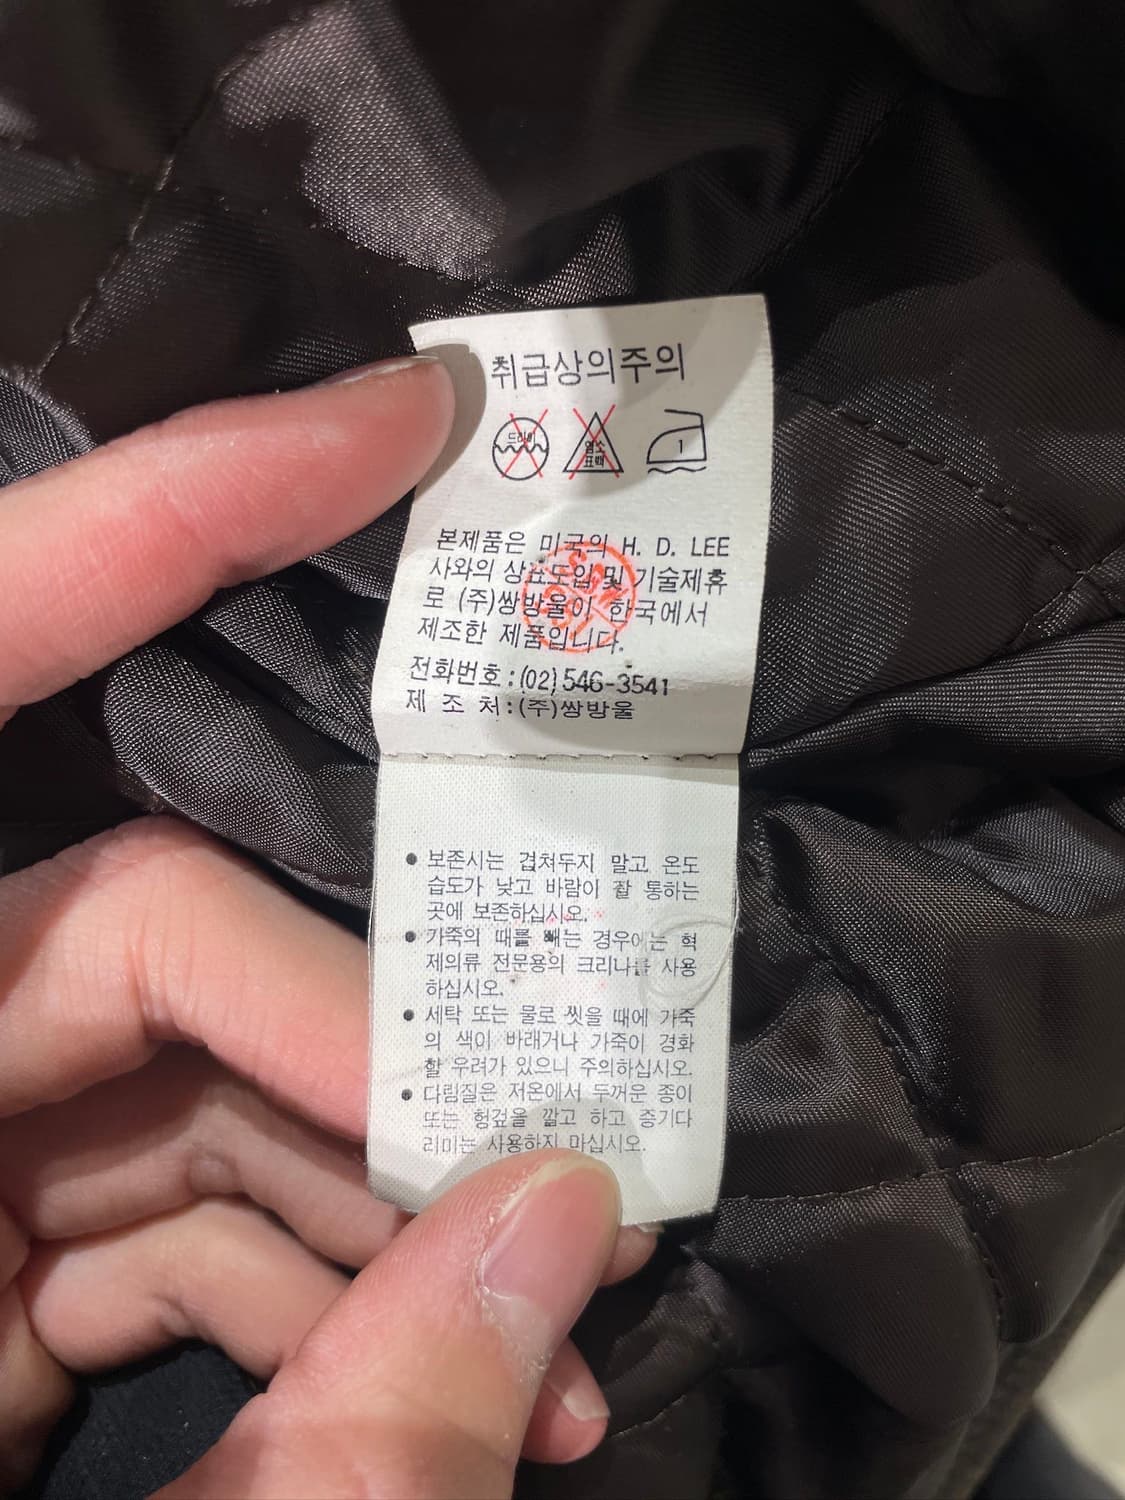 취급상의주의
드라이
염소
표백
1
본제품은 미국의 H. D. LEE
사와의 상표도입 및 기술제휴
로 (주)쌍방울이 한국에서
제조한 제품입니다.
전화번호:(02)546-3541
제 조 처:(주)쌍방울
● 보존시는 겹쳐두지 말고 온도
습도가 낮고 바람이 잘 통하는
곳에 보존하십시오.
● 가죽의 때를 빼는 경우에는 혁
제의류 전문용의 크리나를 사용
하십시오.
● 세탁 또는 물로 씻을 때에 가죽
의 색이 바래거나 가죽이 경화
할 우려가 있으니 주의하십시오.
● 다림질은 저온에서 두꺼운 종이
또는 헝겊을 깔고 하고 증기다
리미는 사용하지 마십시오.